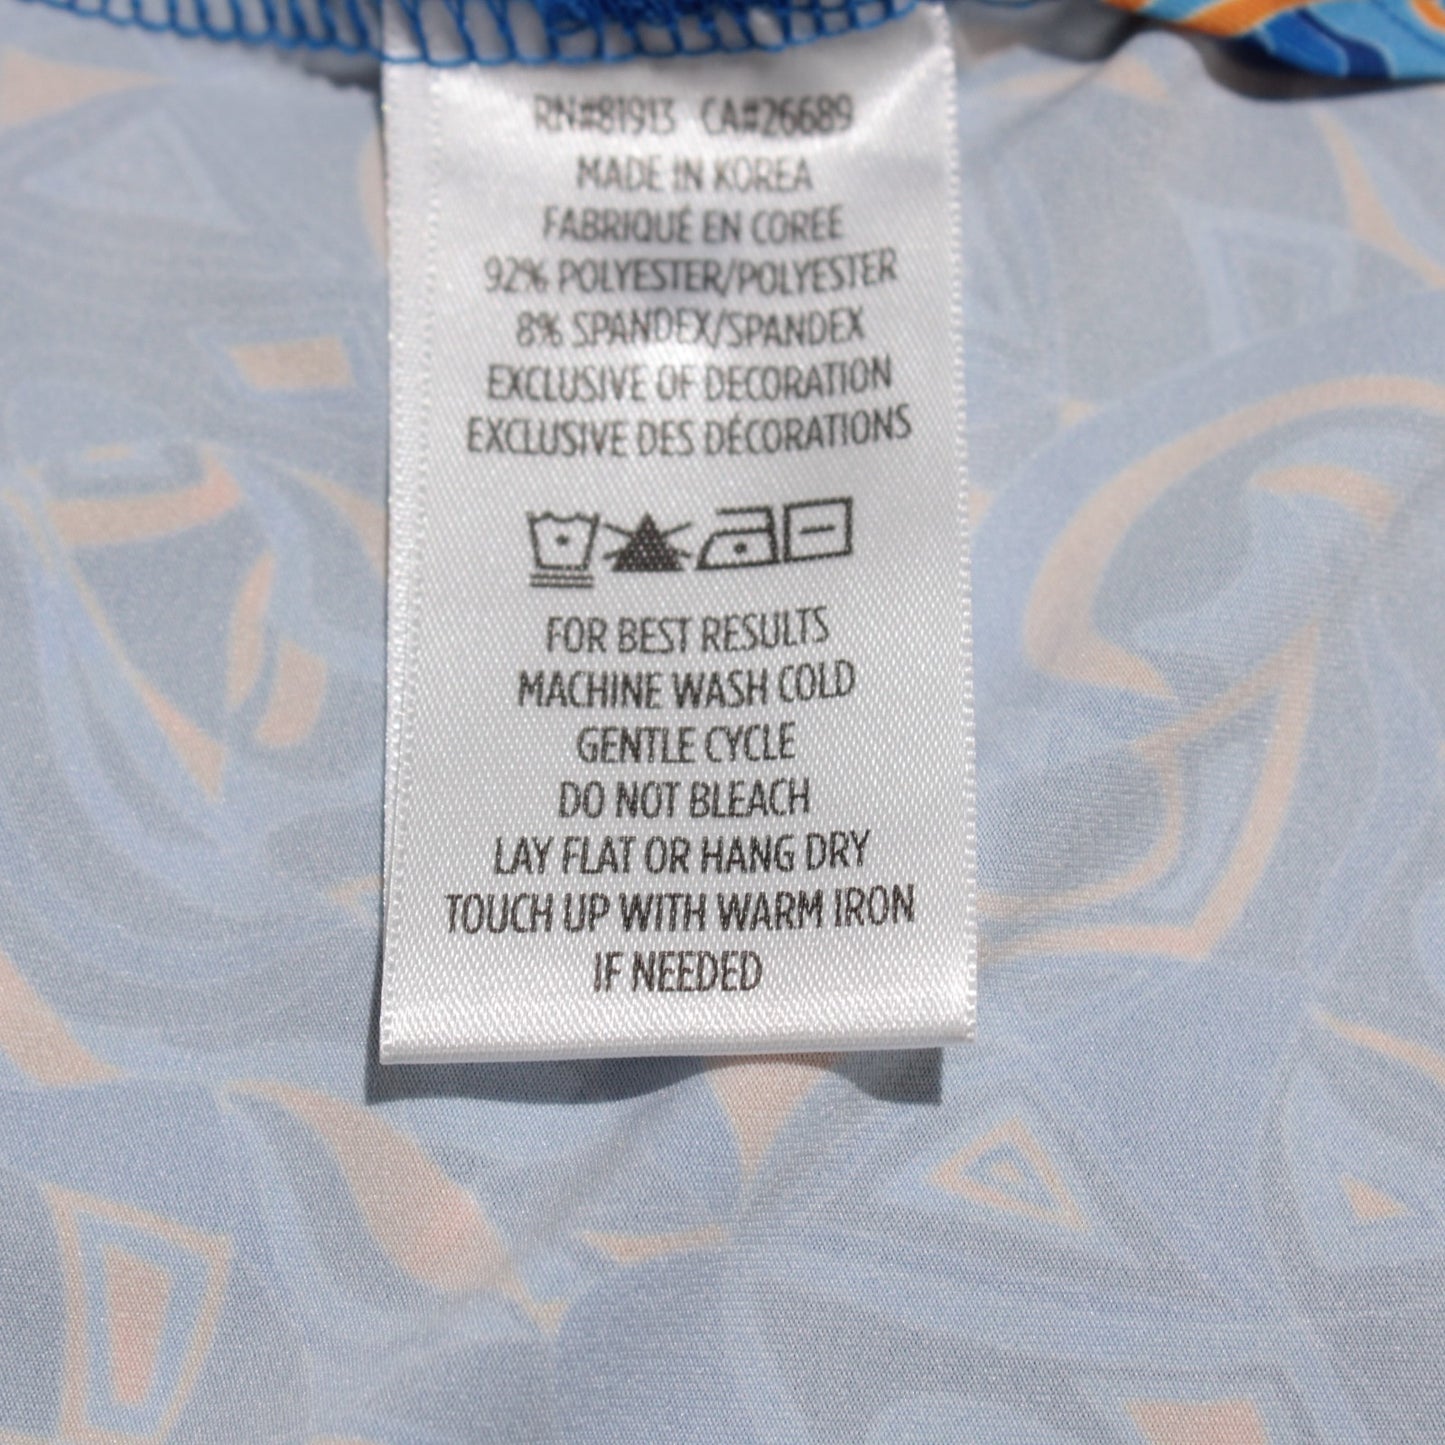 RN#81913 CA#26689
MADE IN KOREA
FABRIQUÉ EN CORÉE
92% POLYESTER/POLYESTER
8% SPANDEX/SPANDEX
EXCLUSIVE OF DECORATION
EXCLUSIVE DES DÉCORATIONS
FOR BEST RESULTS
MACHINE WASH COLD
GENTLE CYCLE
DO NOT BLEACH
LAY FLAT OR HANG DRY
TOUCH UP WITH WARM IRON
IF NEEDED